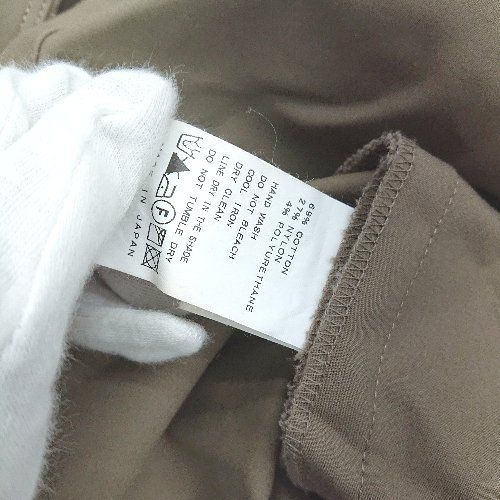 69% COTTON
27% NYLON
4% POLYURETHANE
HAND WASH
DO NOT BLEACH
COOL IRON
DRY CLEAN
LINE DRY IN THE SHADE
DO NOT TUMBLE DRY
F
MADE IN JAPAN